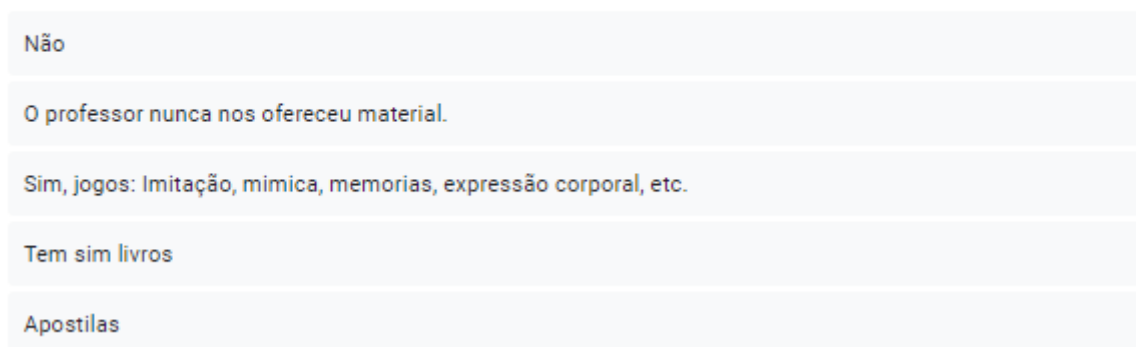 Não
O professor nunca nos ofereceu material.
Sim, jogos: Imitação, mimica, memorias, expressão corporal, etc.
Tem sim livros
Apostilas